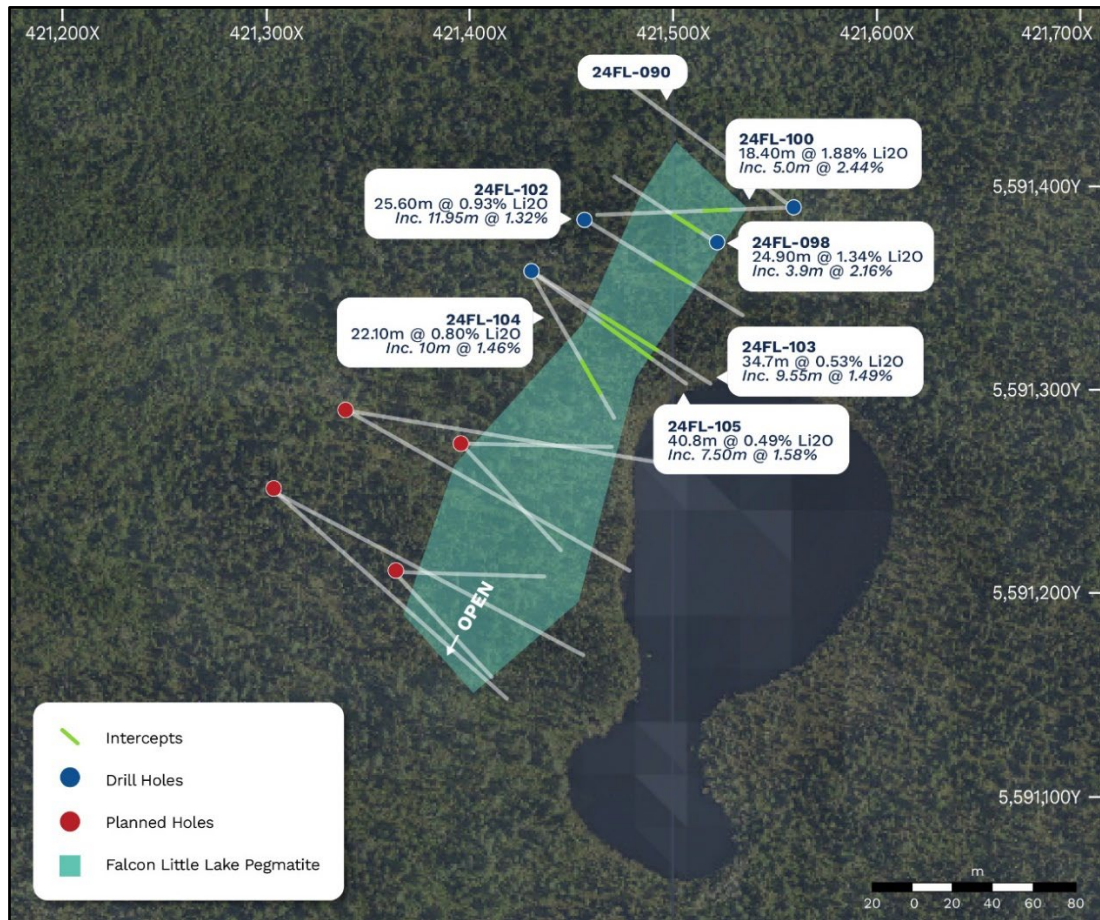 421,200X 421,300X 421,400X 421,500X 421,600X 421,700X
24FL-090
24FL-100
18.40m @ 1.88% Li2O
Inc. 5.0m @ 2.44%
5,591,400Y
24FL-102
25.60m @ 0.93% Li2O
Inc. 11.95m @ 1.32%
24FL-098
24.90m @ 1.34% Li2O
Inc. 3.9m @ 2.16%
24FL-104
22.10m @ 0.80% Li2O
Inc. 10m @ 1.46%
24FL-103
34.7m @ 0.53% Li2O
Inc. 9.55m @ 1.49%
5,591,300Y
24FL-105
40.8m @ 0.49% Li2O
Inc. 7.50m @ 1.58%
5,591,200Y
OPEN
5,591,100Y
Intercepts
Drill Holes
Planned Holes
Falcon Little Lake Pegmatite
m
20 0 20 40 60 80